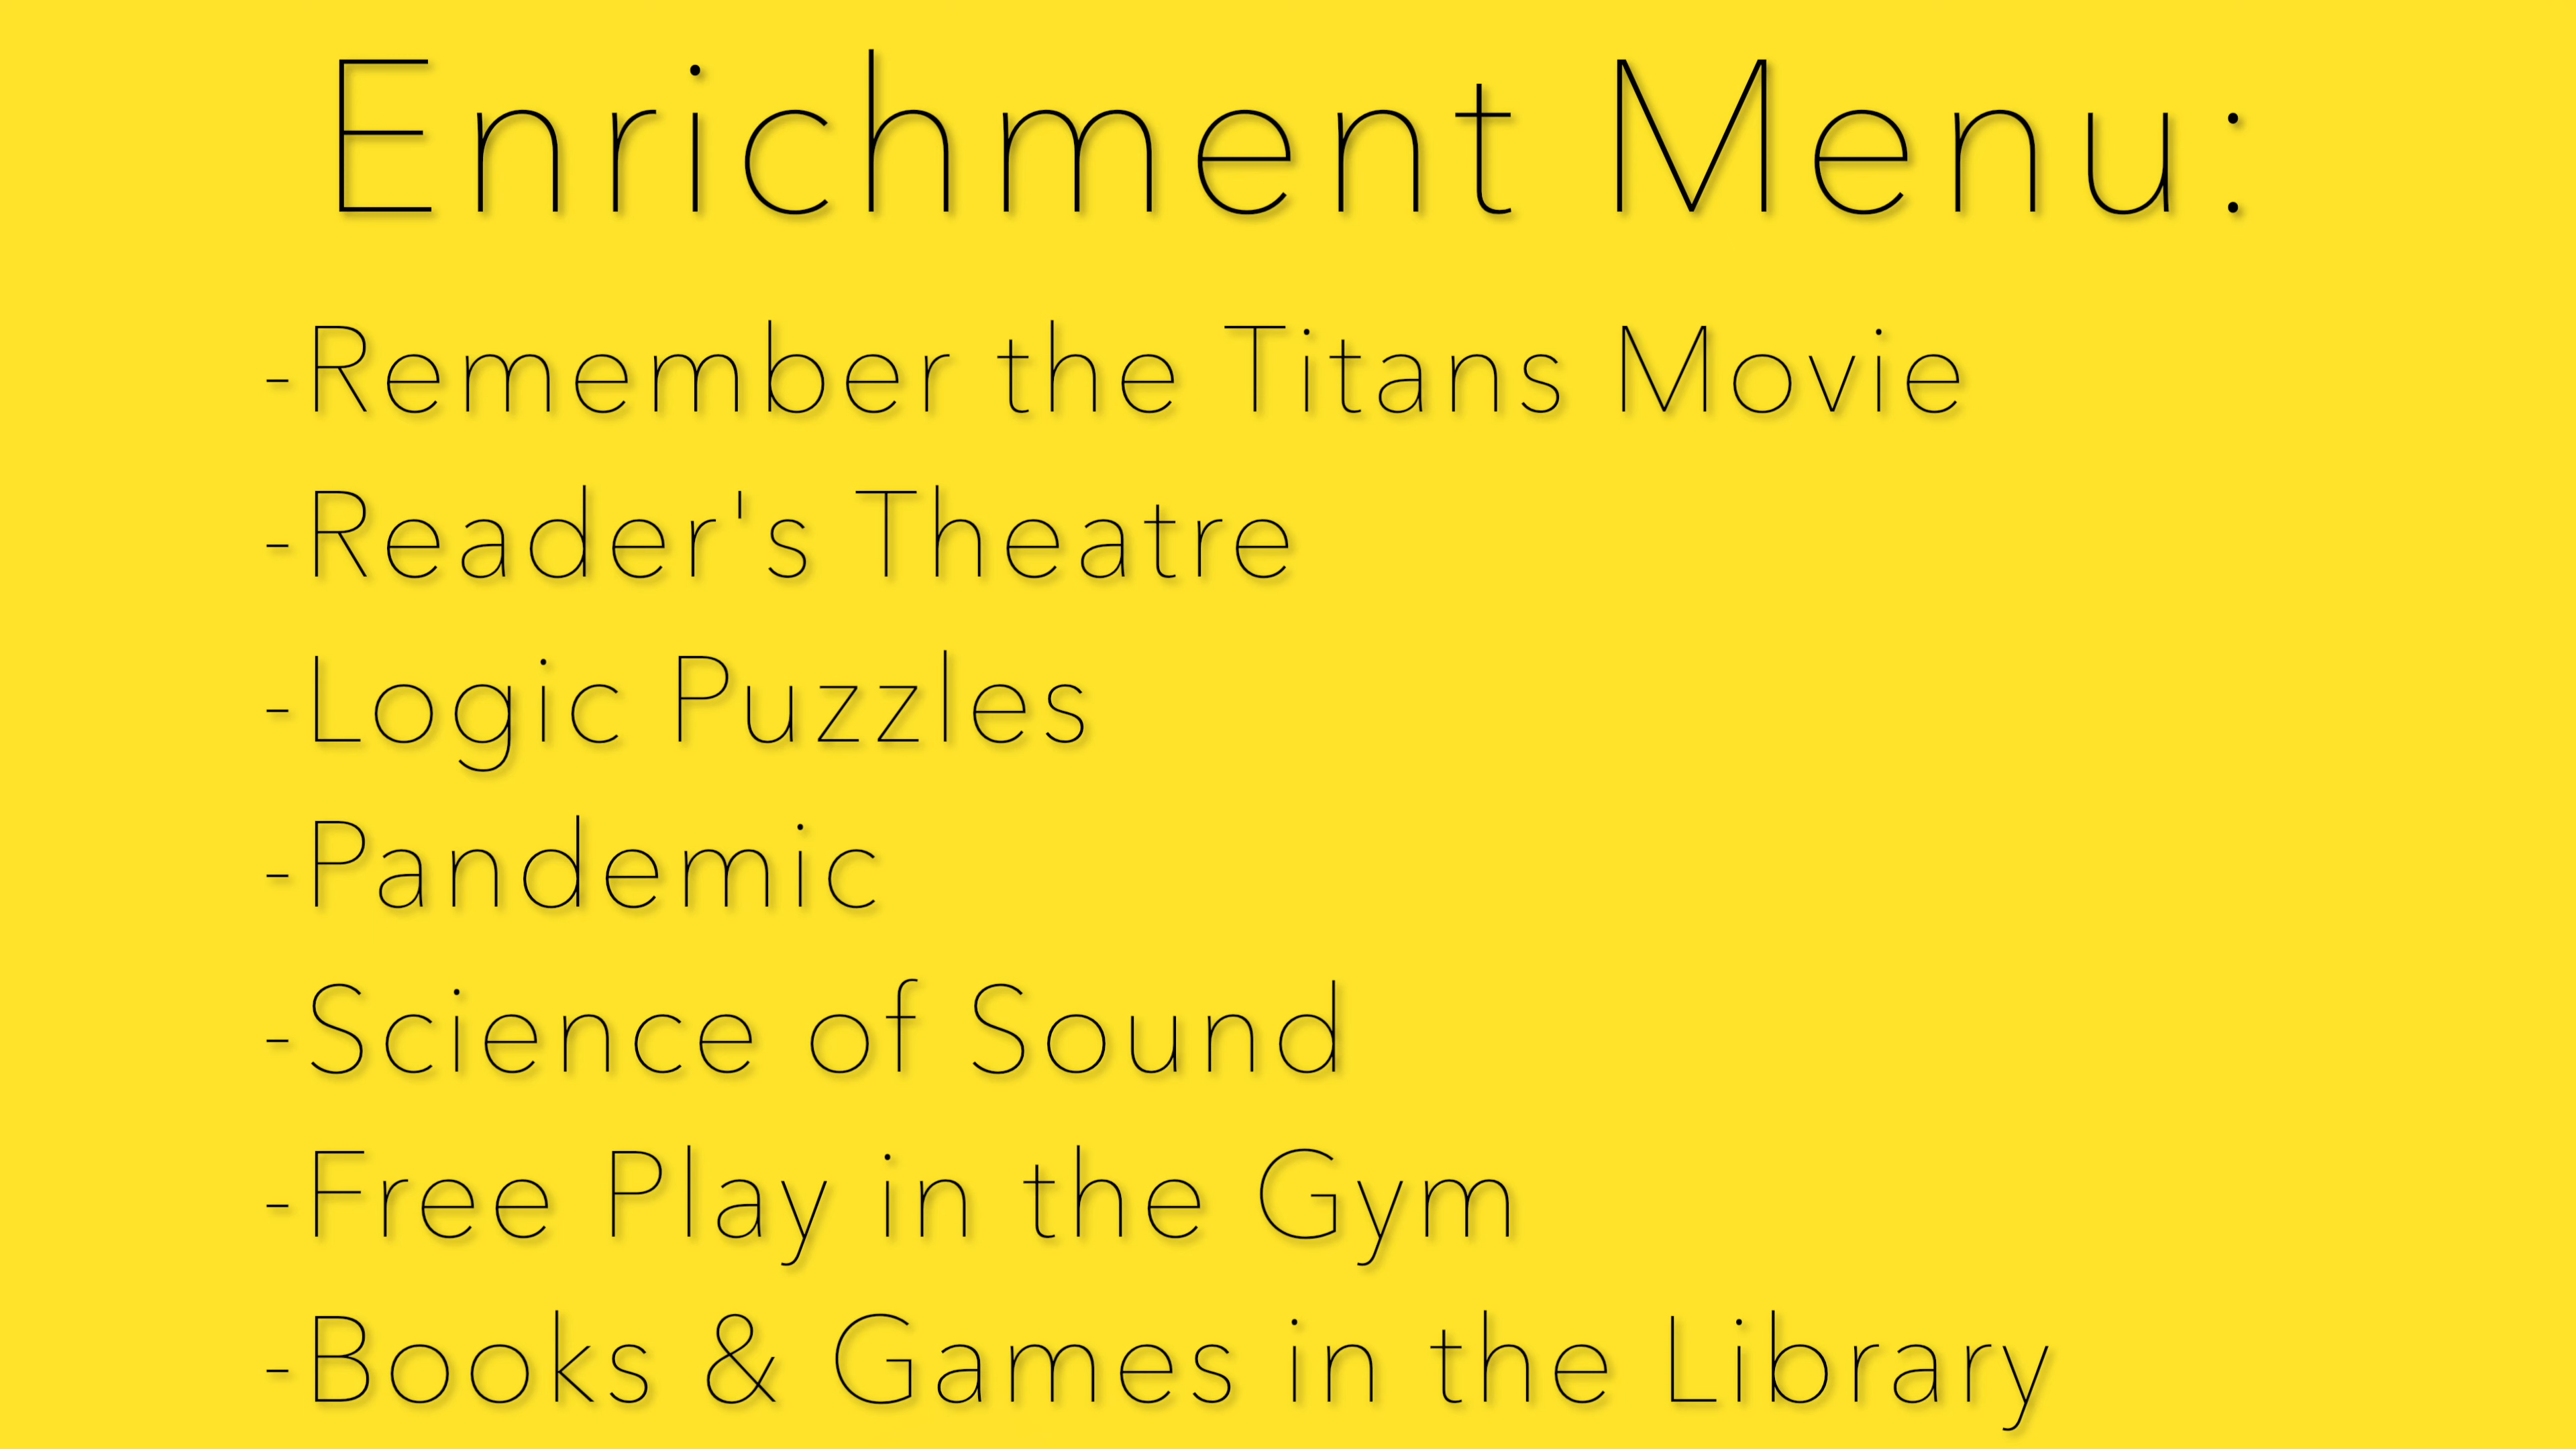 Enrichment Menu:
-Remember the Titans Movie
-Reader's Theatre
-Logic Puzzles
-Pandemic
-Science of Sound
-Free Play in the Gym
-Books & Games in the Library